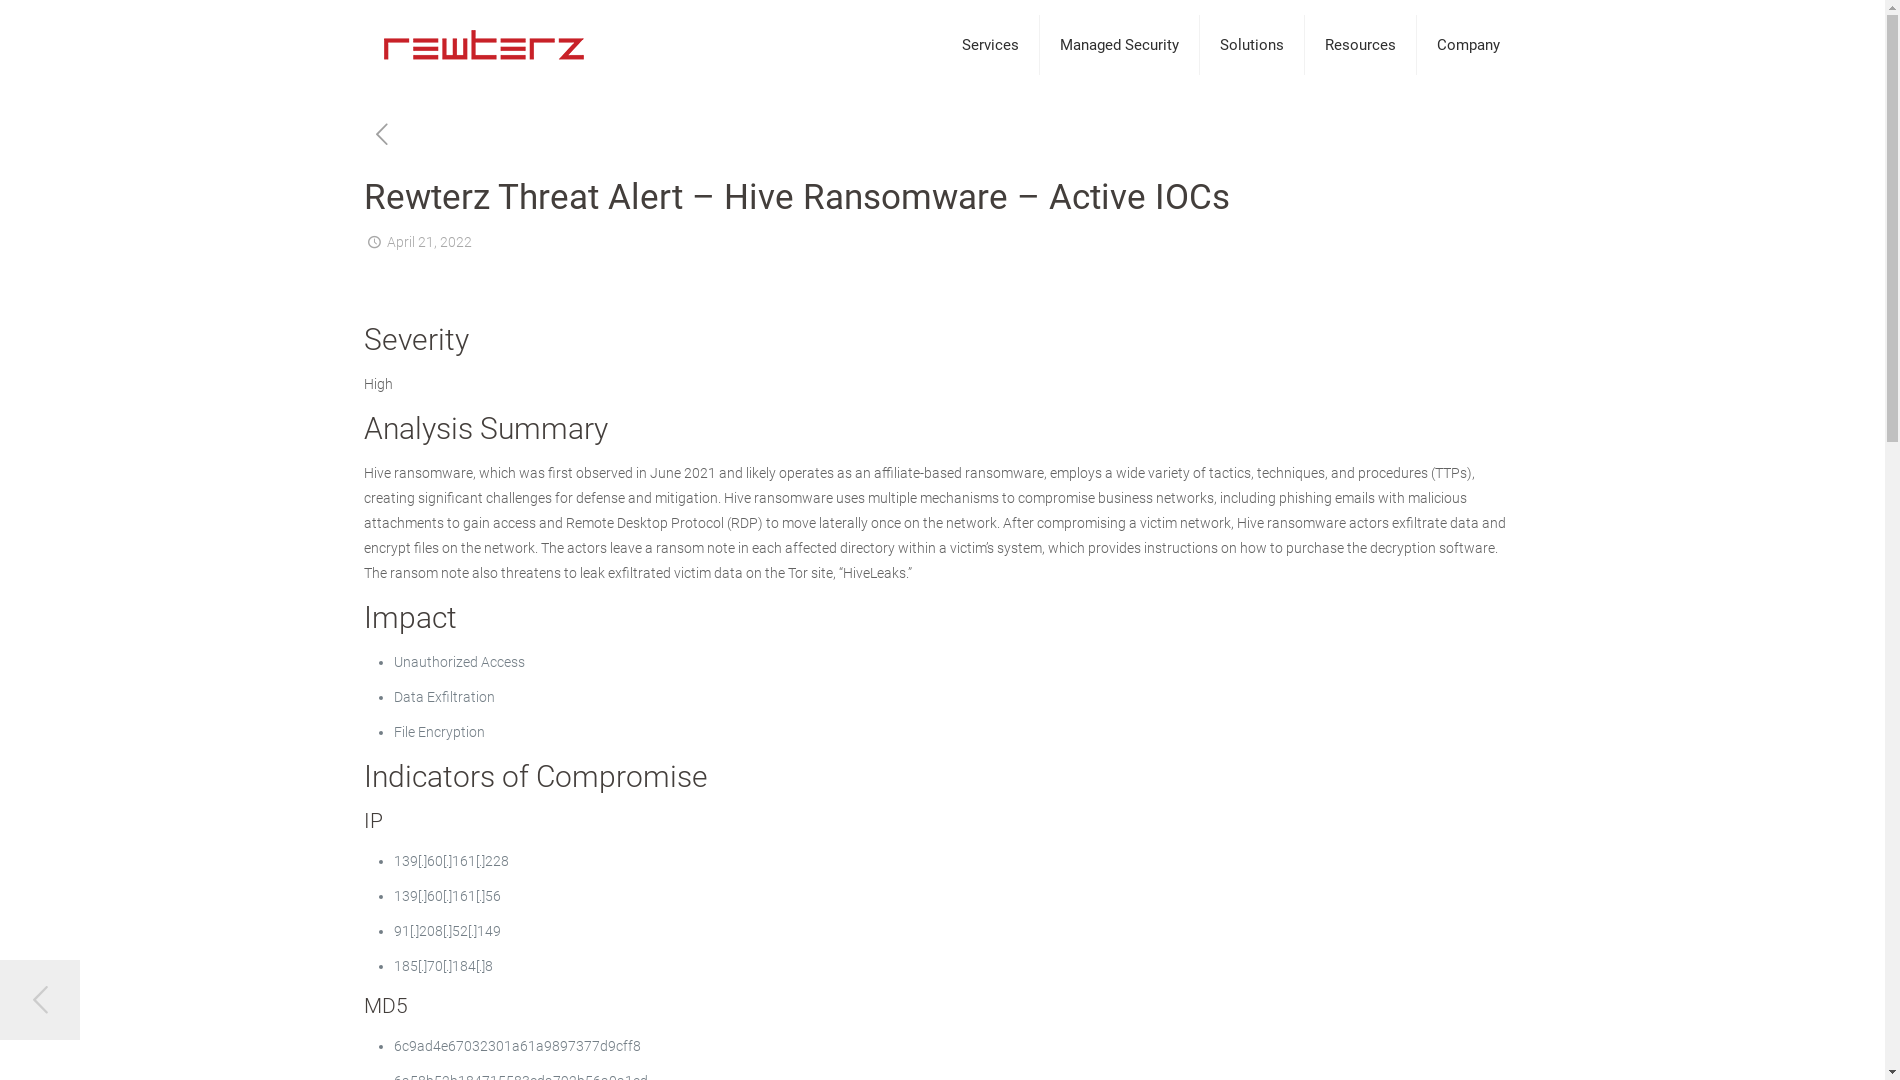 rewterz
Services
Managed Security
Solutions
Resources
Company
Rewterz Threat Alert – Hive Ransomware – Active IOCs
April 21, 2022
Severity
High
Analysis Summary
Hive ransomware, which was first observed in June 2021 and likely operates as an affiliate-based ransomware, employs a wide variety of tactics, techniques, and procedures (TTPs),
creating significant challenges for defense and mitigation. Hive ransomware uses multiple mechanisms to compromise business networks, including phishing emails with malicious
attachments to gain access and Remote Desktop Protocol (RDP) to move laterally once on the network. After compromising a victim network, Hive ransomware actors exfiltrate data and
encrypt files on the network. The actors leave a ransom note in each affected directory within a victim’s system, which provides instructions on how to purchase the decryption software.
The ransom note also threatens to leak exfiltrated victim data on the Tor site, “HiveLeaks.”
Impact
Unauthorized Access
Data Exfiltration
File Encryption
Indicators of Compromise
IP
139[.]60[.]161[.]228
139[.]60[.]161[.]56
91[.]208[.]52[.]149
185[.]70[.]184[.]8
MD5
6c9ad4e67032301a61a9897377d9cff8